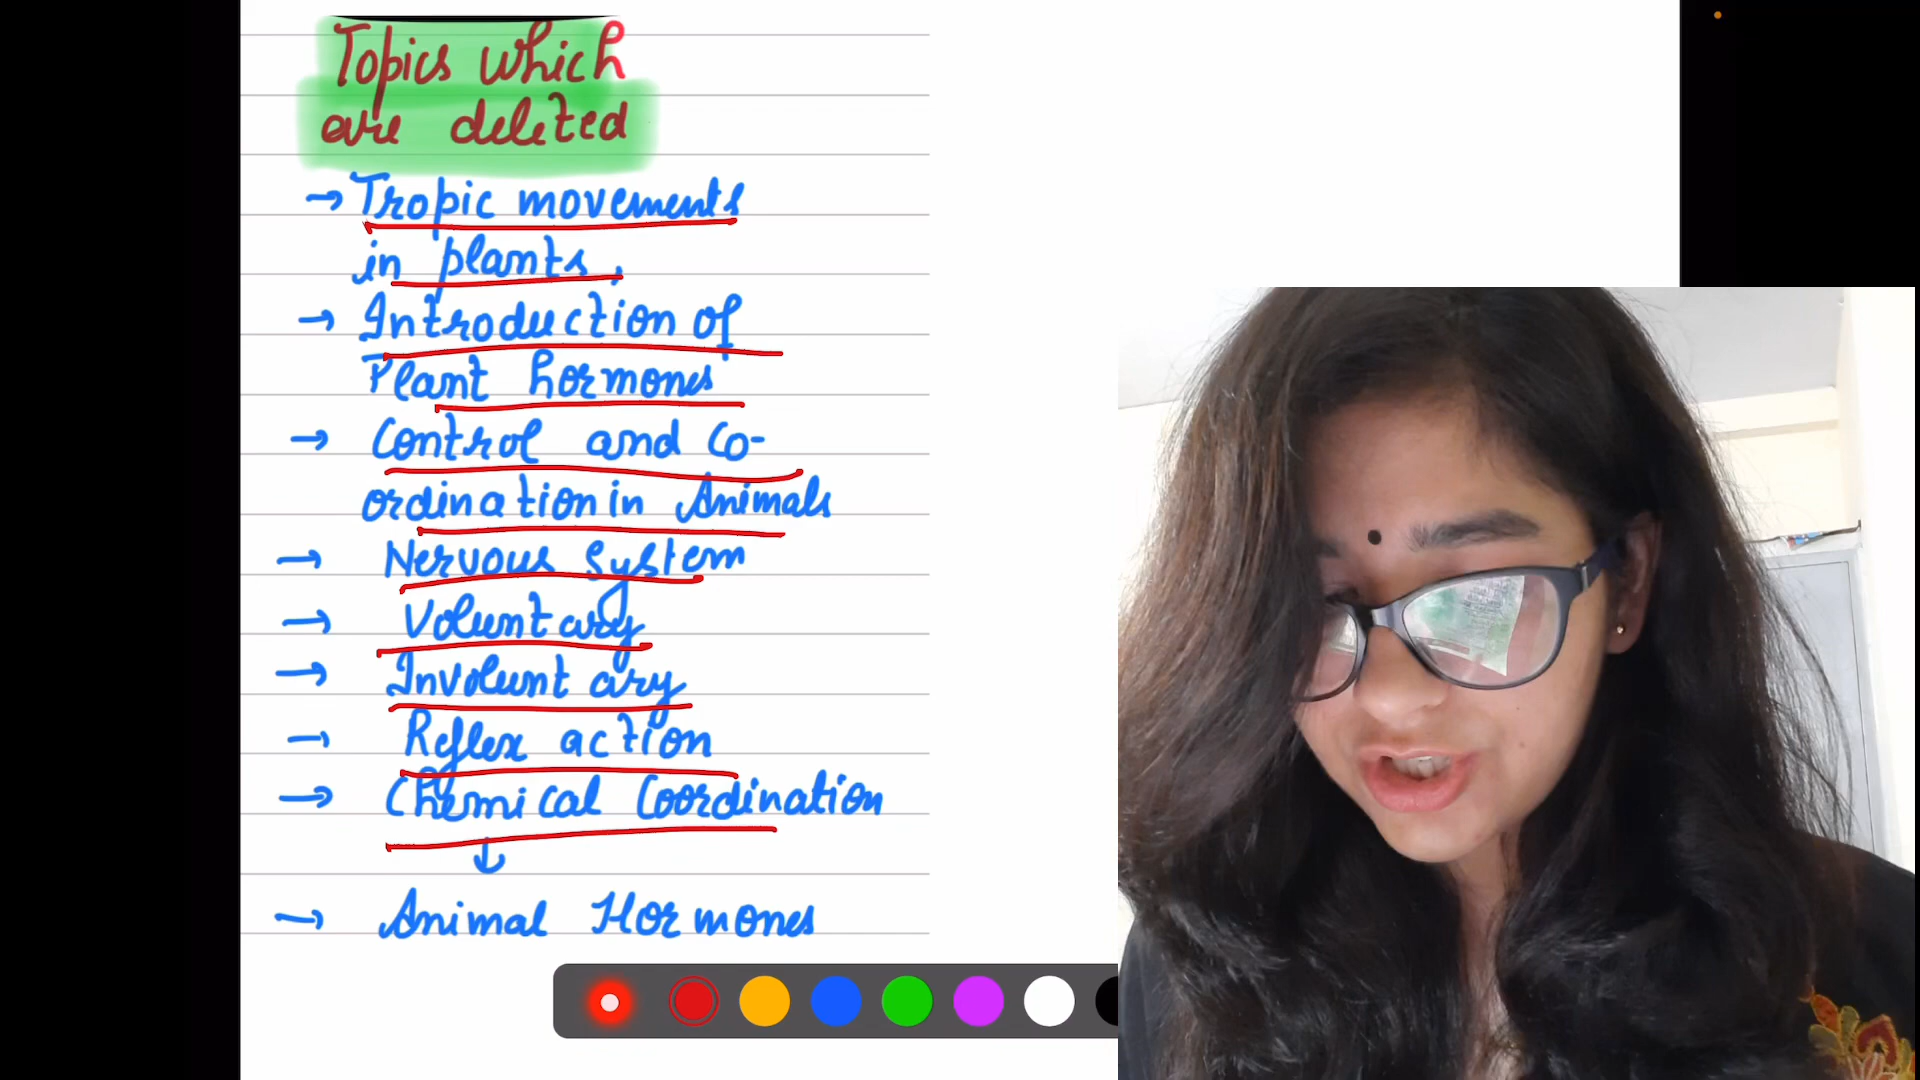 Topics which
are deleted
→ Tropic movements
in plants,
→ Introduction of
Plant hormones
→ Control and Co-
ordination in Animals
→ Nervous System
→ Voluntary
→ Involuntary
→ Reflex action
→ Chemical Coordination
↓
→ Animal Hormones